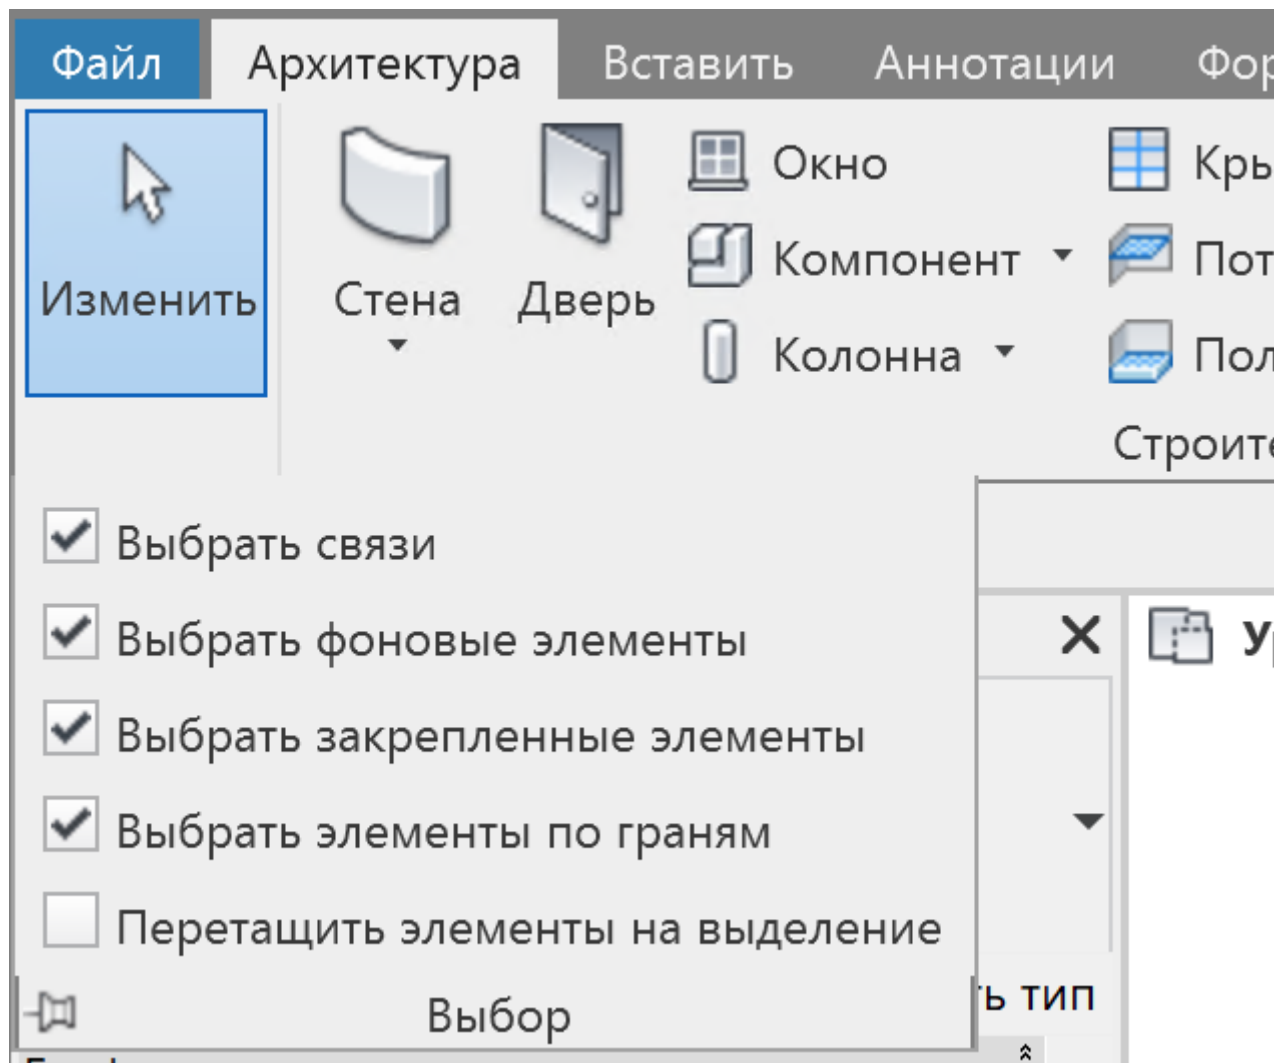 Файл Архитектура Вставить Аннотации
Изменить
Стена
Дверь
Окно
Компонент
Колонна
Выбрать связи
Выбрать фоновые элементы
Выбрать закрепленные элементы
Выбрать элементы по граням
Перетащить элементы на выделение
Выбор
тип